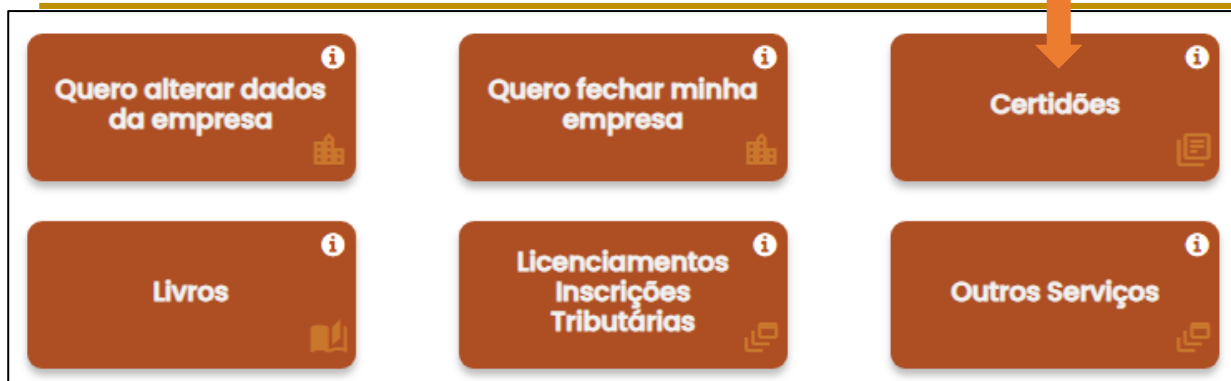 Quero alterar dados
da empresa
Quero fechar minha
empresa
Certidões
Livros
Licenciamentos
Inscrições
Tributárias
Outros Serviços